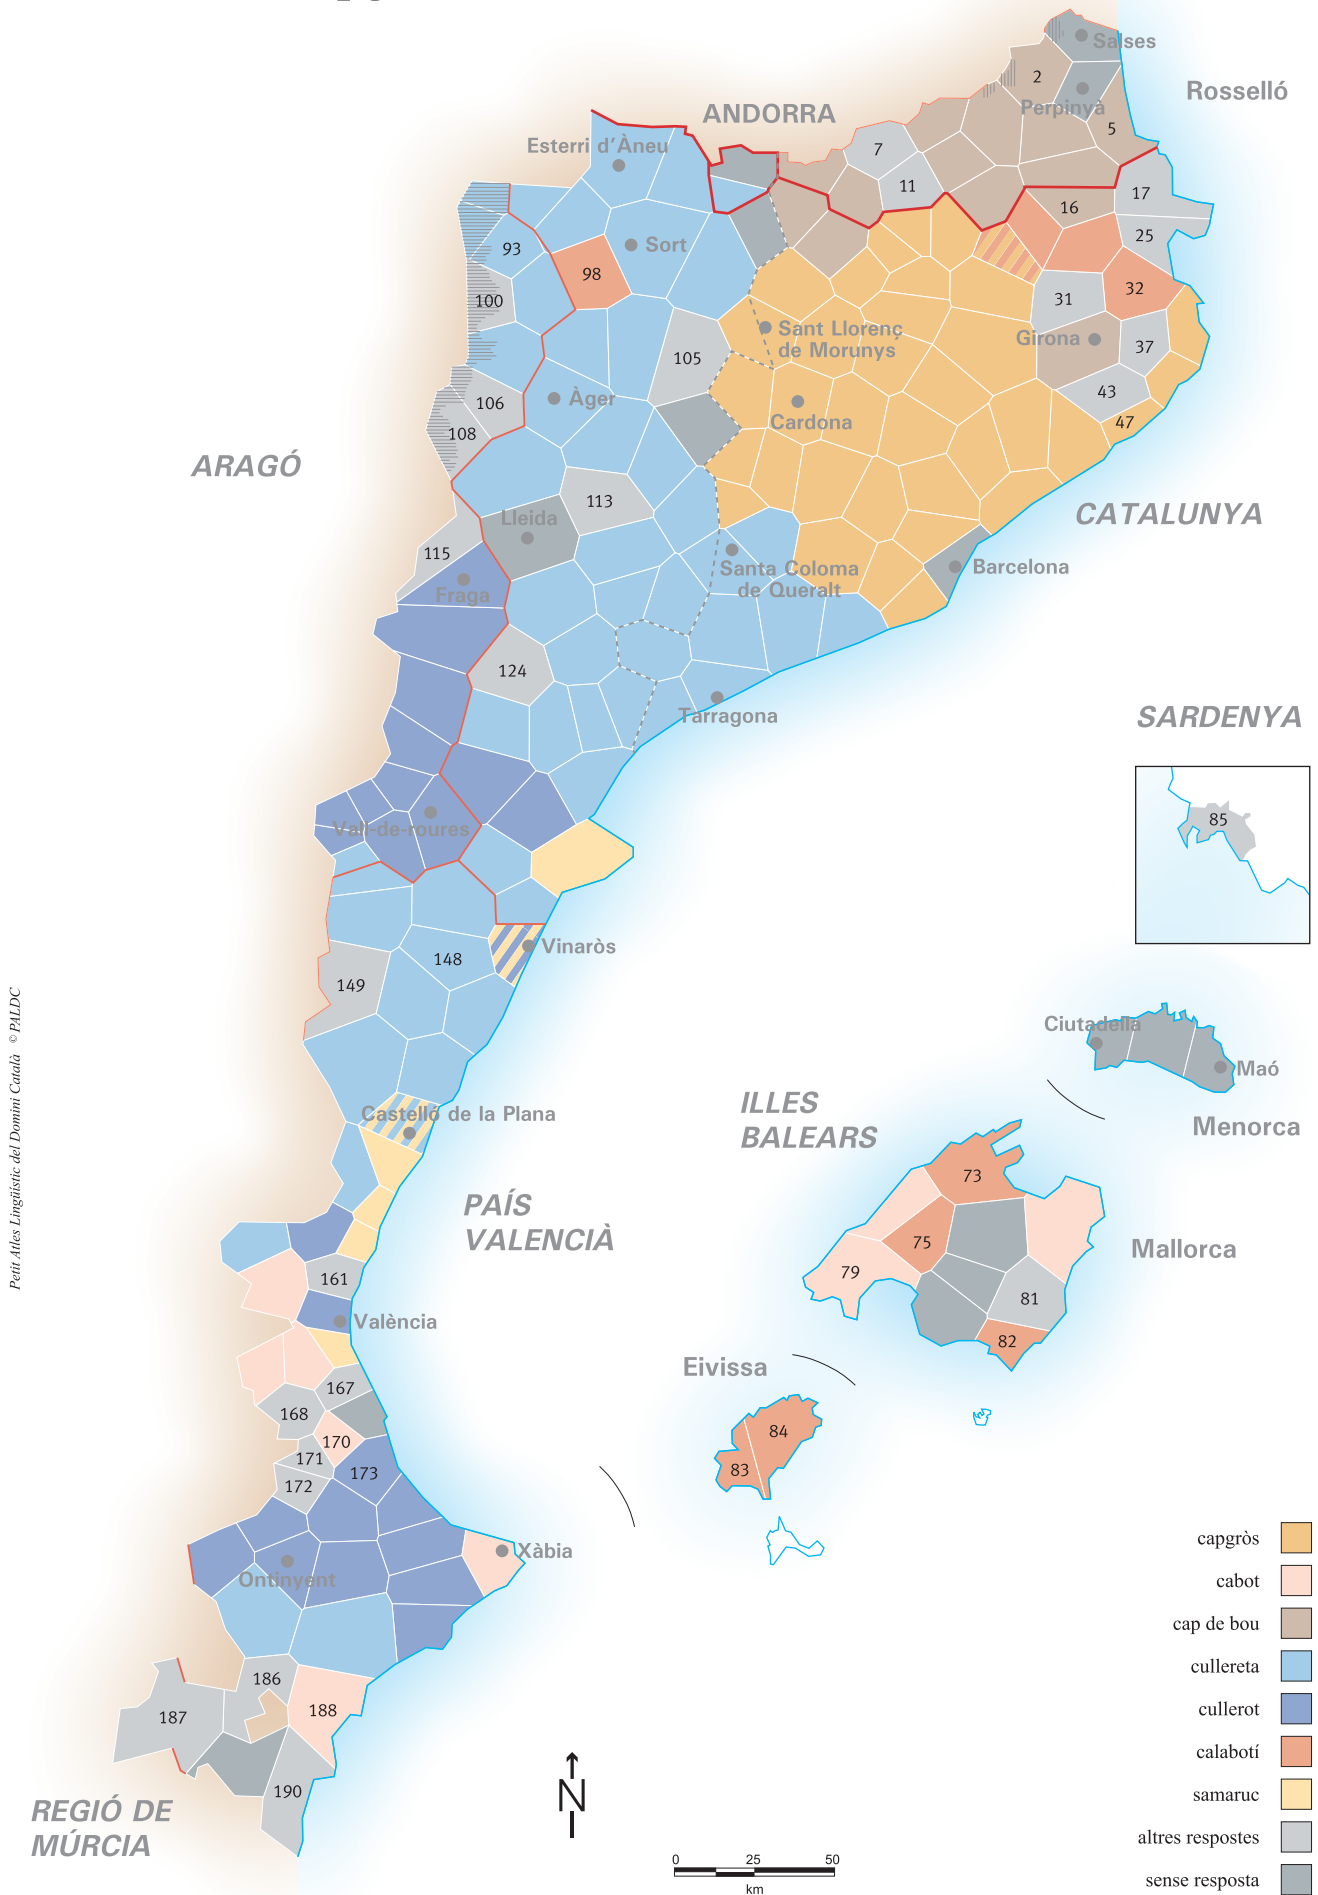 Salses
2
Rosselló
Perpinyà
ANDORRA
5
Esterri d'Àneu
7
11
17
16
25
93
Sort
98
32
100
31
Sant Llorenç
de Morunys
Girona
37
105
43
106
Àger
Cardona
47
108
ARAGÓ
113
CATALUNYA
Lleida
115
Santa Coloma
de Queralt
Barcelona
Fraga
124
Tarragona
SARDENYA
85
Vall-de-roures
Vinaròs
148
149
Petit Atles Lingüístic del Domini Català © PALDC
Ciutadella
Maó
ILLES
BALEARS
Menorca
Castelló de la Plana
73
PAÍS
VALENCIÀ
75
Mallorca
79
161
81
València
82
Eivissa
167
168
84
170
171
173
83
172
Xàbia
Ontinyent
186
187
188
190
REGIÓ DE
MÚRCIA
N
0 25 50
km
capgròs
cabot
cap de bou
cullereta
cullerot
calabotí
samaruc
altres respostes
sense resposta